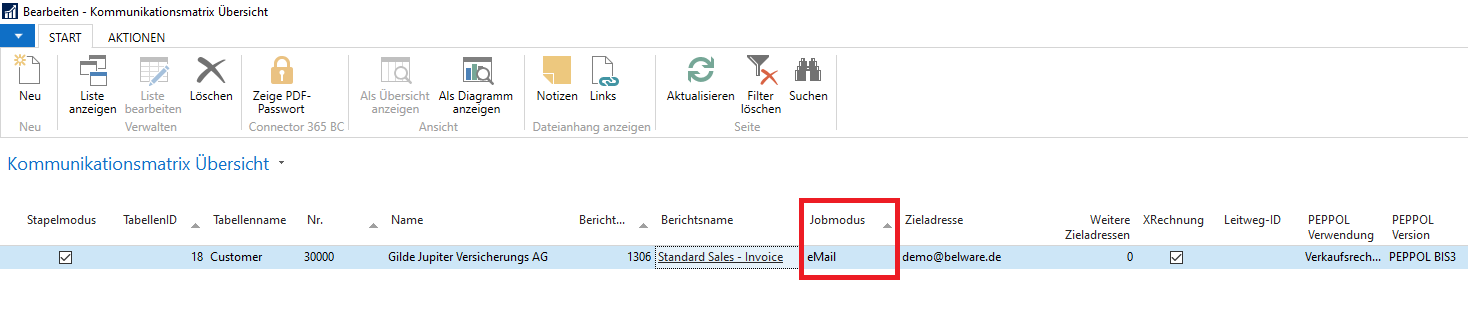 Bearbeiten - Kommunikationsmatrix Übersicht
START AKTIONEN
Neu Liste anzeigen Liste bearbeiten Löschen Zeige PDF-Passwort Als Übersicht anzeigen Als Diagramm anzeigen Notizen Links Aktualisieren Filter löschen Suchen
Neu Verwalten Connector 365 BC Ansicht Dateianhang anzeigen Seite
Kommunikationsmatrix Übersicht
Stapelmodus TabellenID Tabellenname Nr. Name Bericht... Berichtsname Jobmodus Zieladresse Weitere Zieladressen XRechnung Leitweg-ID PEPPOL Verwendung PEPPOL Version
18 Customer 30000 Gilde Jupiter Versicherungs AG 1306 Standard Sales - Invoice eMail demo@belware.de 0 Verkaufsrech... PEPPOL BIS3